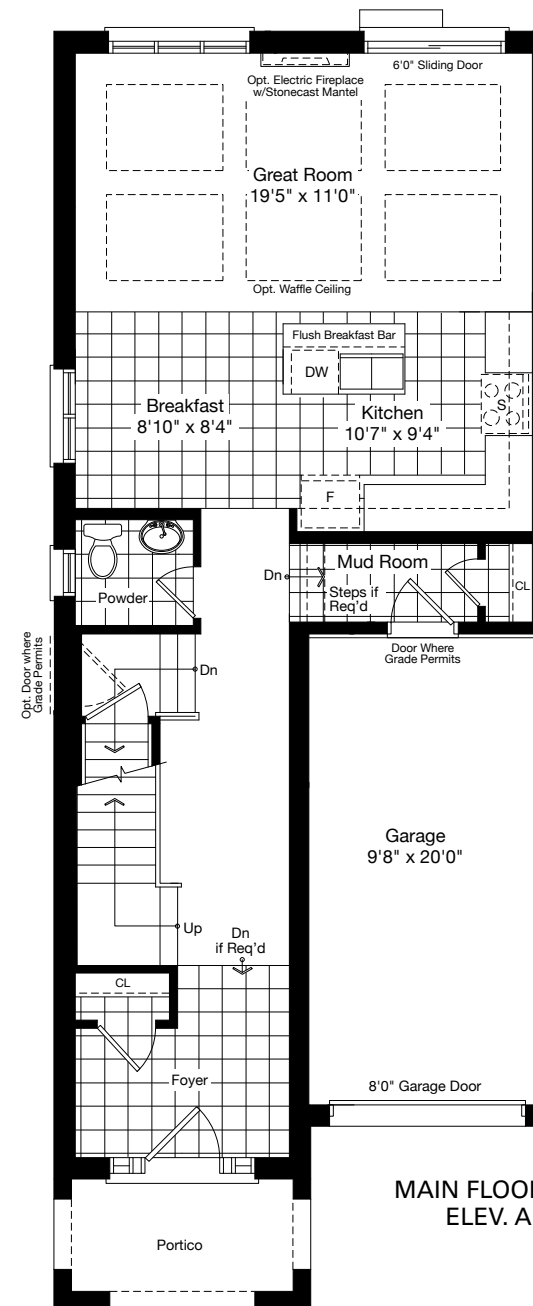 6'0" Sliding Door
Opt. Electric Fireplace
w/Stonecast Mantel
Great Room
19'5" x 11'0"
Opt. Waffle Ceiling
Flush Breakfast Bar
DW
Breakfast
8'10" x 8'4"
Kitchen
10'7" x 9'4"
S
F
Powder
Dn
Mud Room
Steps if
Req'd
CL
Door Where
Grade Permits
Opt. Door where
Grade Permits
Dn
Garage
9'8" x 20'0"
Up
Dn
if Req'd
CL
Foyer
8'0" Garage Door
MAIN FLOO
ELEV. A
Portico